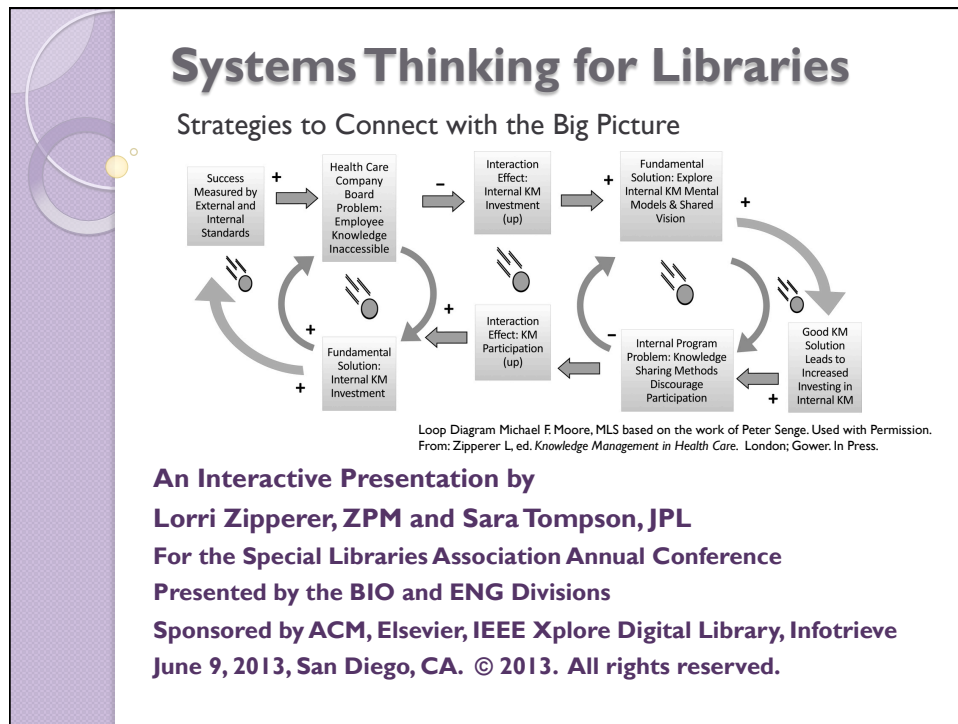 Systems Thinking for Libraries
Strategies to Connect with the Big Picture
Success
Measured by
External and
Internal
Standards
+
Health Care
Company
Board
Problem:
Employee
Knowledge
Inaccessible
–
Interaction
Effect:
Internal KM
Investment
(up)
+
Fundamental
Solution: Explore
Internal KM Mental
Models & Shared
Vision
+
+
Fundamental
Solution:
Internal KM
Investment
+
+
Interaction
Effect: KM
Participation
(up)
–
Internal Program
Problem: Knowledge
Sharing Methods
Discourage
Participation
+
Good KM
Solution
Leads to
Increased
Investing in
Internal KM
Loop Diagram Michael F. Moore, MLS based on the work of Peter Senge. Used with Permission.
From: Zipperer L, ed. Knowledge Management in Health Care. London; Gower. In Press.
An Interactive Presentation by
Lorri Zipperer, ZPM and Sara Tompson, JPL
For the Special Libraries Association Annual Conference
Presented by the BIO and ENG Divisions
Sponsored by ACM, Elsevier, IEEE Xplore Digital Library, Infotrieve
June 9, 2013, San Diego, CA. © 2013. All rights reserved.